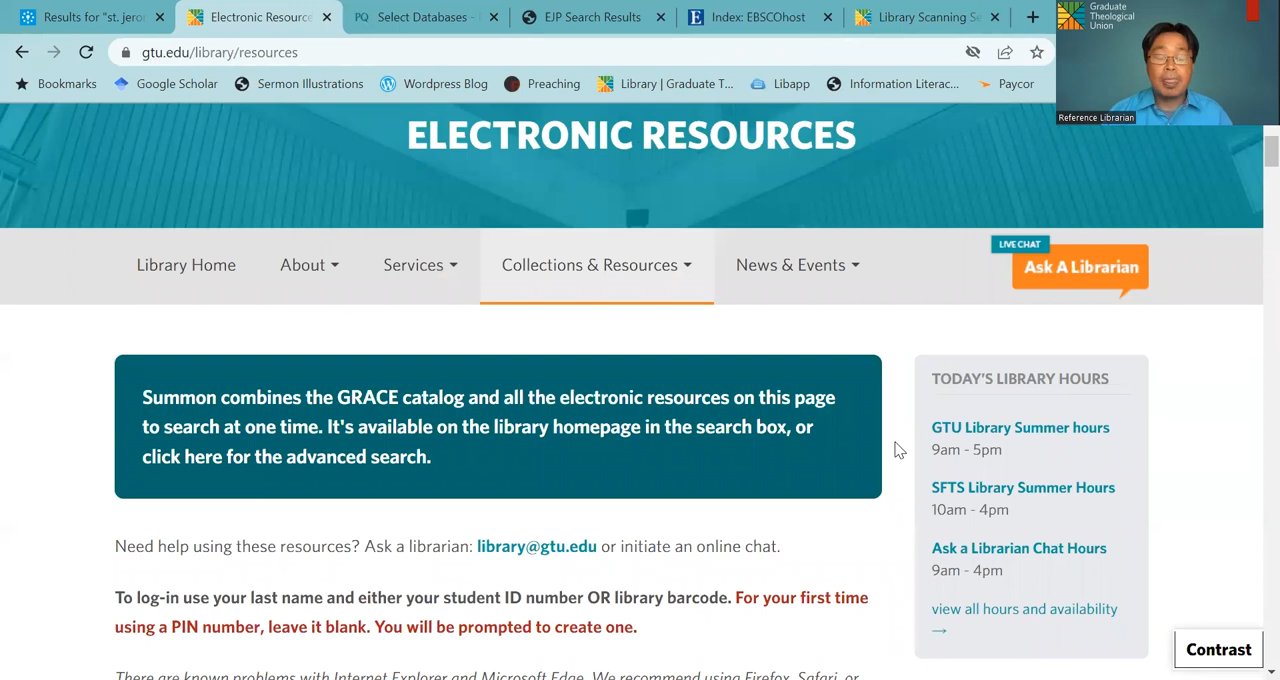 Results for "st. jero
Electronic Resource
PQ Select Databases -
EJP Search Results
Index: EBSCOhost
Library Scanning Se
gtu.edu/library/resources
Bookmarks
Google Scholar
Sermon Illustrations
Wordpress Blog
Preaching
Library | Graduate T...
Libapp
Information Literac...
Paycor
Graduate
Theological
Union
Reference Librarian
ELECTRONIC RESOURCES
Library Home
About
Services
Collections & Resources
News & Events
LIVE CHAT
Ask A Librarian
Summon combines the GRACE catalog and all the electronic resources on this page
to search at one time. It's available on the library homepage in the search box, or
click here for the advanced search.
Need help using these resources? Ask a librarian: library@gtu.edu or initiate an online chat.
To log-in use your last name and either your student ID number OR library barcode. For your first time
using a PIN number, leave it blank. You will be prompted to create one.
There are known problems with Internet Explorer and Microsoft Edge. We recommend using Firefox, Safari, or
TODAY'S LIBRARY HOURS
GTU Library Summer hours
9am - 5pm
SFTS Library Summer Hours
10am - 4pm
Ask a Librarian Chat Hours
9am - 4pm
view all hours and availability
→
Contrast